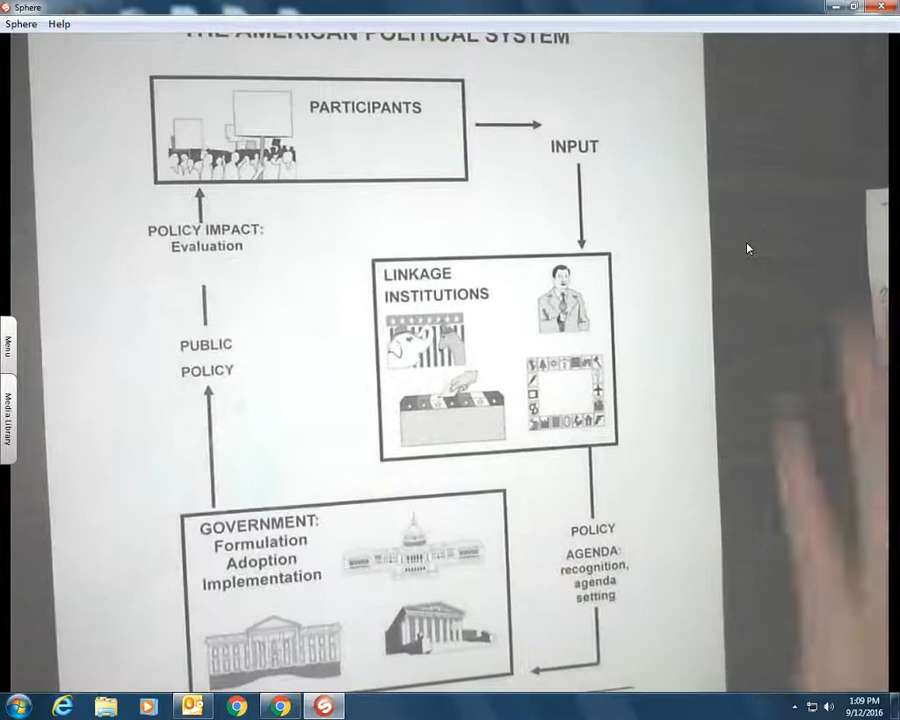 Sphere
Sphere Help
THE AMERICAN POLITICAL SYSTEM
PARTICIPANTS
INPUT
POLICY IMPACT:
Evaluation
LINKAGE
INSTITUTIONS
PUBLIC
POLICY
GOVERNMENT:
Formulation
Adoption
Implementation
POLICY
AGENDA:
recognition,
agenda
setting
Menu
Media Library
1:09 PM
9/12/2016